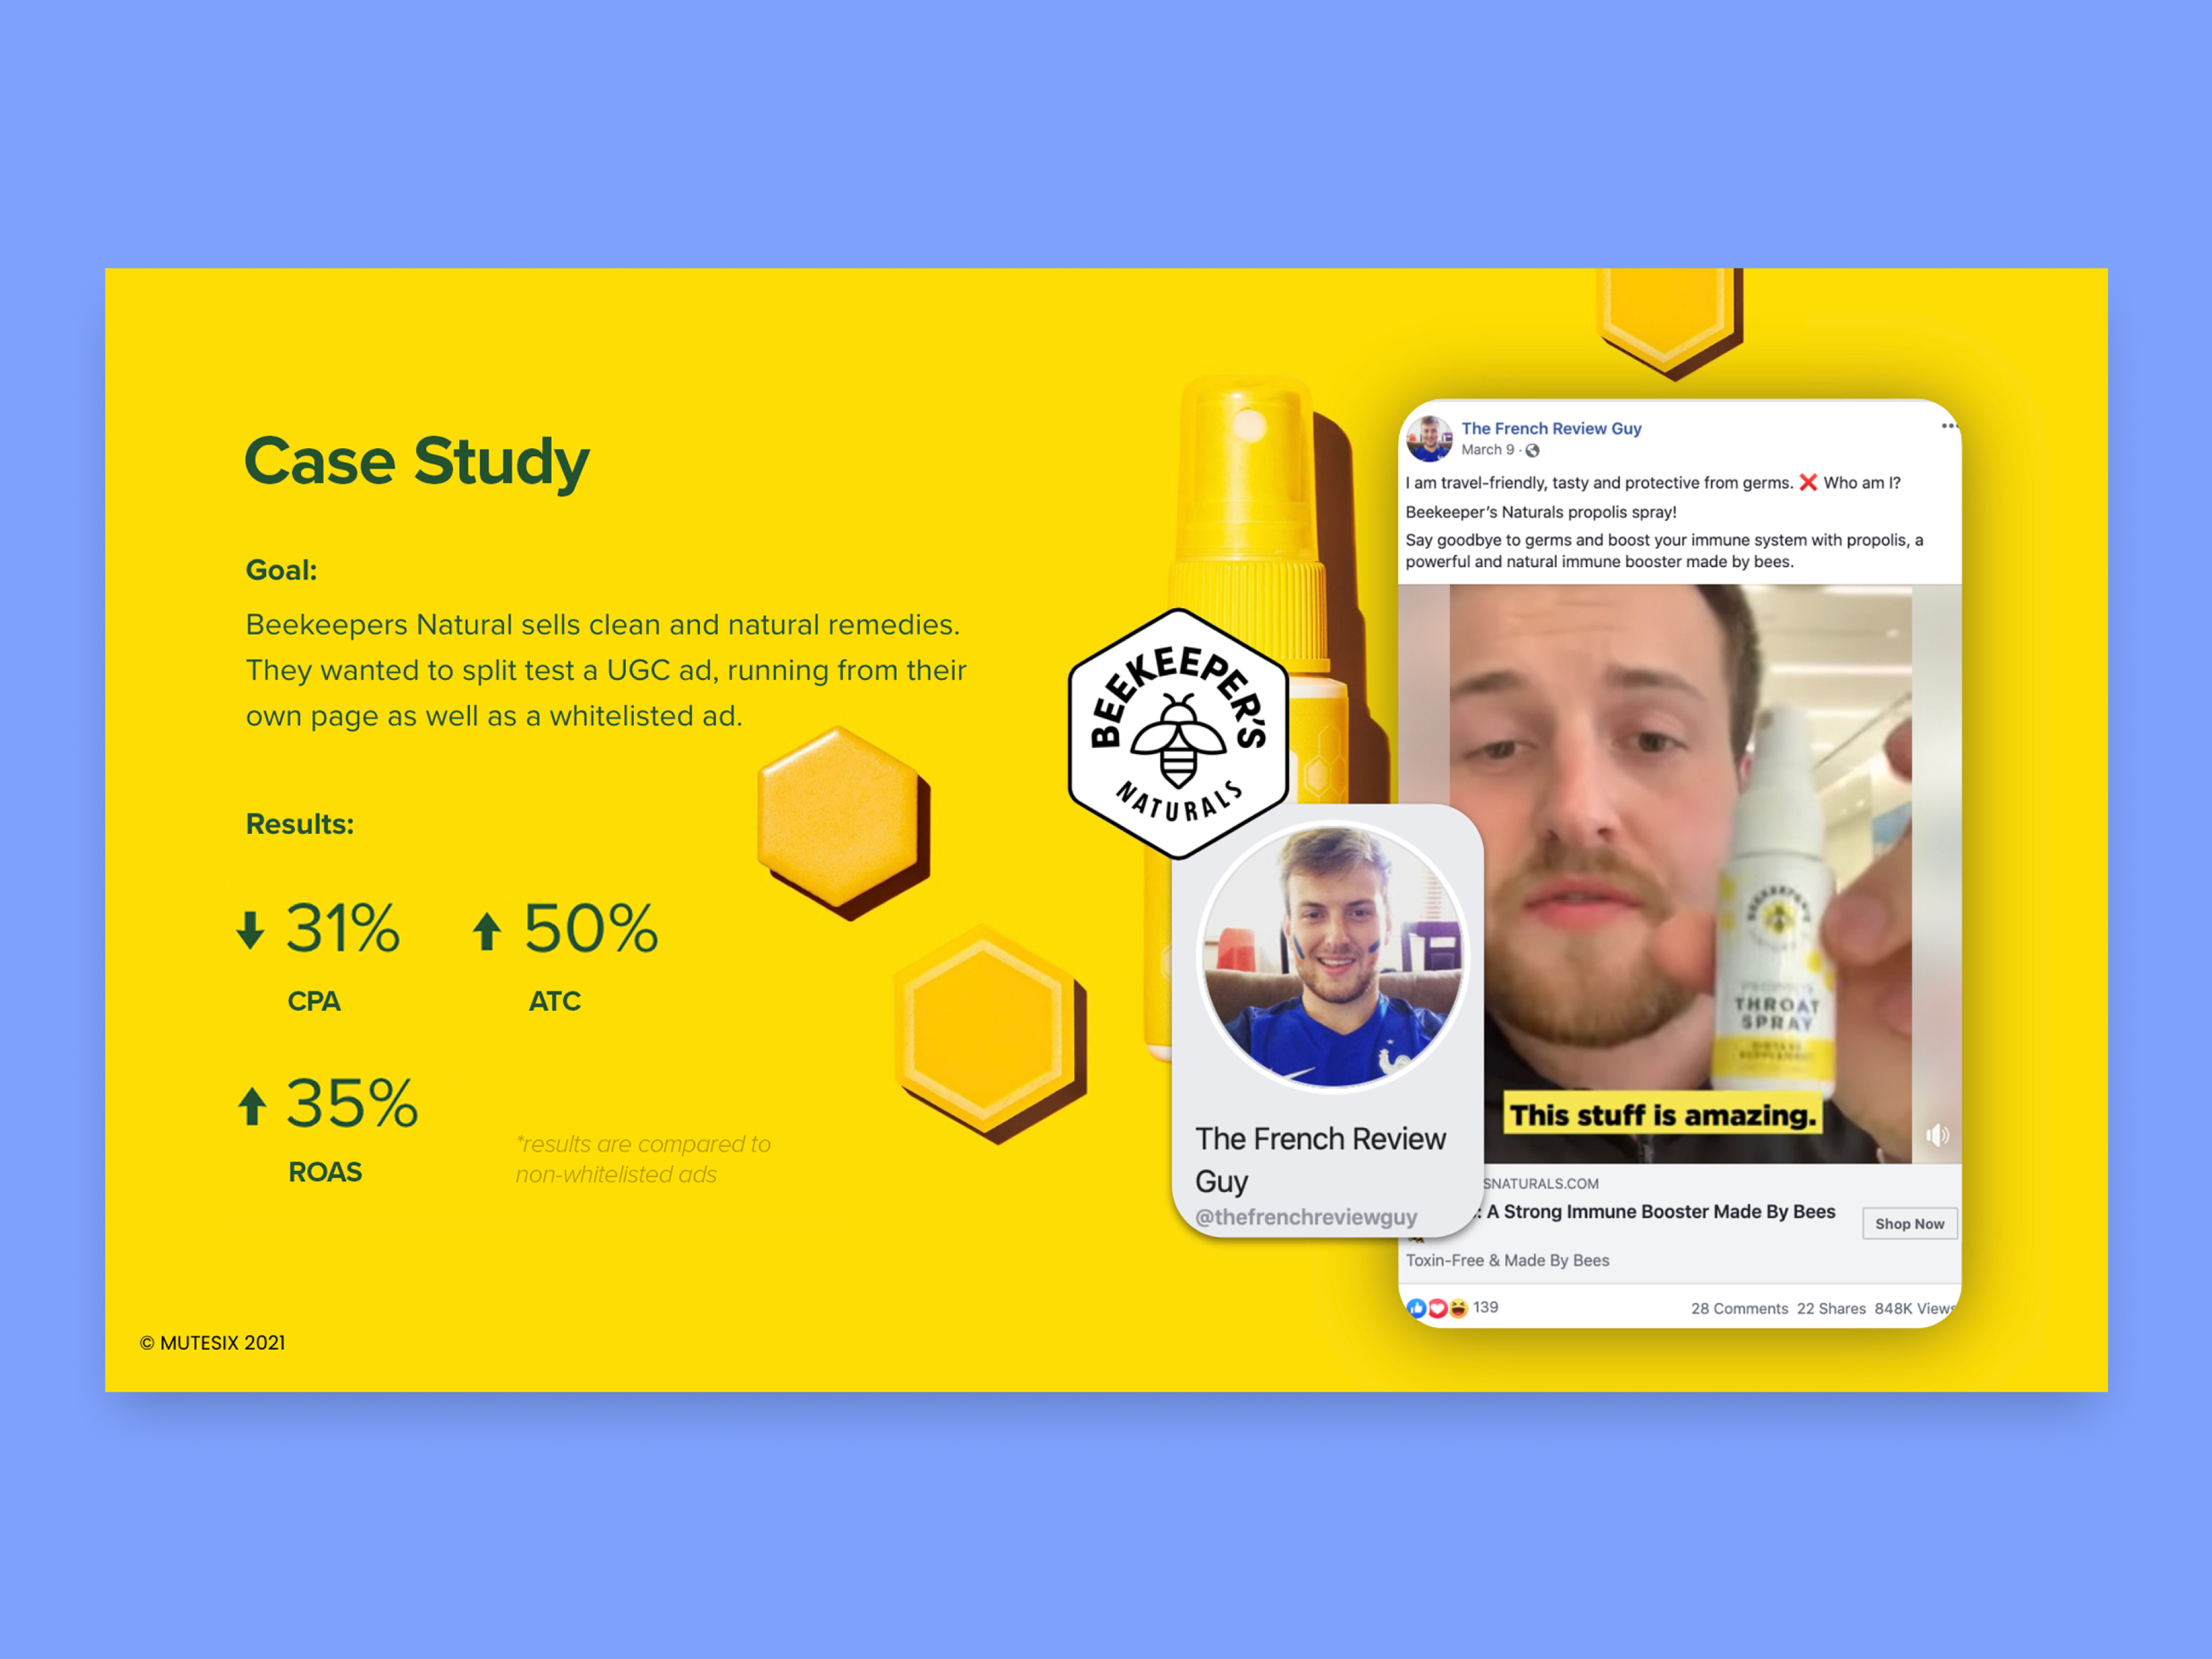 Case Study
Goal:
Beekeepers Natural sells clean and natural remedies.
They wanted to split test a UGC ad, running from their
own page as well as a whitelisted ad.
Results:
31%
CPA
50%
ATC
35%
ROAS
*results are compared to
non-whitelisted ads
© MUTESIX 2021
BEEKEEPER'S
NATURALS
The French Review
Guy
@thefrenchreviewguy
The French Review Guy
March 9 ·
I am travel-friendly, tasty and protective from germs. ❌ Who am I?
Beekeeper's Naturals propolis spray!
Say goodbye to germs and boost your immune system with propolis, a
powerful and natural immune booster made by bees.
BEEKEEPER'S
THROAT
SPRAY
This stuff is amazing.
SNATURALS.COM
: A Strong Immune Booster Made By Bees
Shop Now
Toxin-Free & Made By Bees
139
28 Comments 22 Shares 848K Views